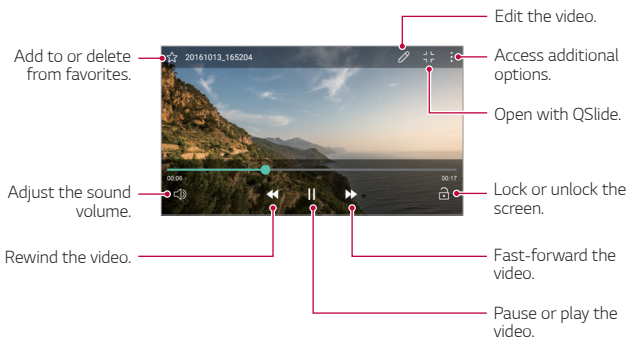 Edit the video.
Add to or delete
from favorites.
20161013_165204
Access additional
options.
Open with QSlide.
00:06
00:17
Adjust the sound
volume.
Lock or unlock the
screen.
Rewind the video.
Fast-forward the
video.
Pause or play the
video.